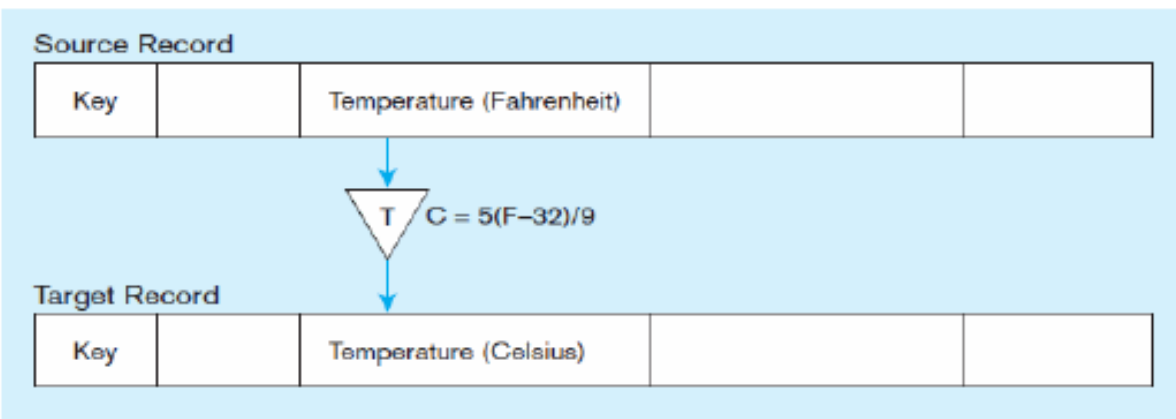 Source Record
Key Temperature (Fahrenheit)
T C = 5(F–32)/9
Target Record
Key Temperature (Celsius)